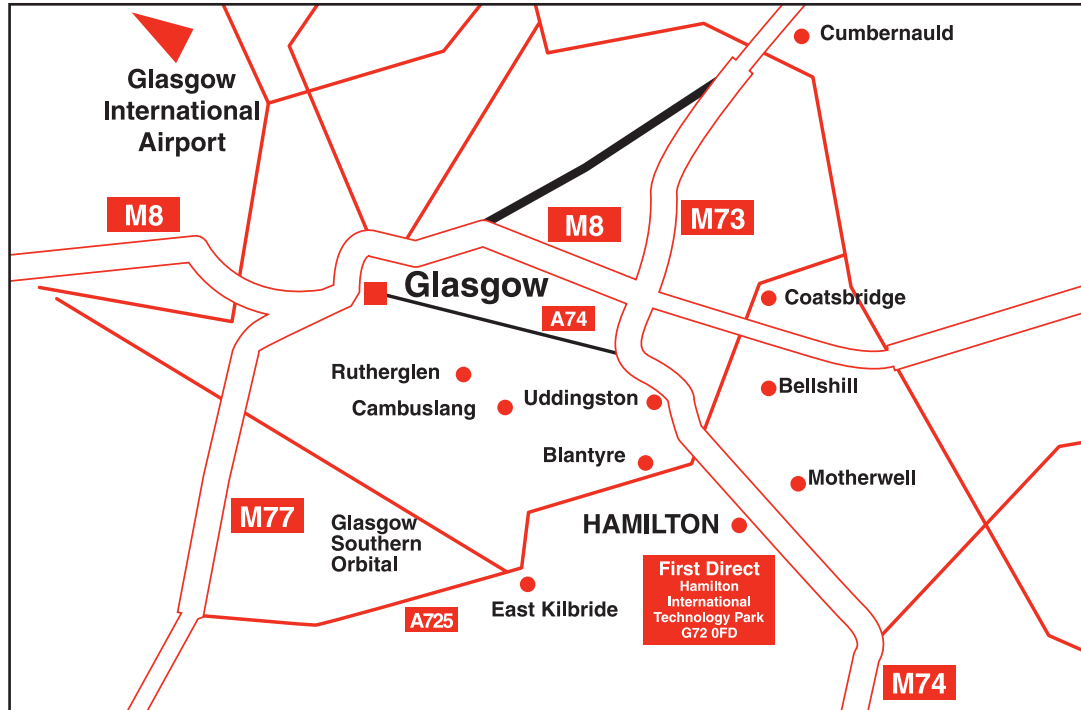 Cumbernauld
Glasgow
International
Airport
M8
M8
M73
Glasgow
Coatsbridge
A74
Rutherglen
Cambuslang
Uddingston
Bellshill
Blantyre
Motherwell
M77
Glasgow
Southern
Orbital
HAMILTON
First Direct
Hamilton
International
Technology Park
G72 0FD
East Kilbride
A725
M74